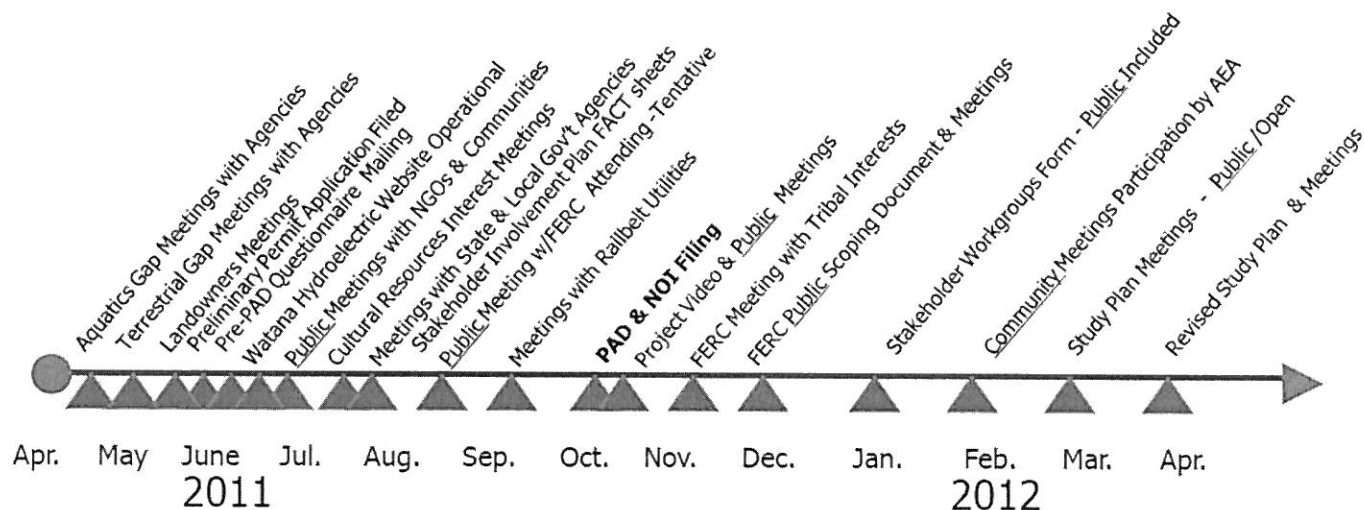 Aquatics Gap Meetings with Agencies
Terrestrial Gap Meetings with Agencies
Landowners Meetings
Preliminary Permit Application Filed
Pre-PAD Questionnaire Mailing
Watana Hydroelectric Website Operational
Public Meetings with NGOs & Communities
Cultural Resources Interest Meetings
Meetings with State & Local Gov't Agencies
Stakeholder Involvement Plan FACT sheets
Public Meeting w/FERC Attending -Tentative
Meetings with Railbelt Utilities
PAD & NOI Filing
Project Video & Public Meetings
FERC Meeting with Tribal Interests
FERC Public Scoping Document & Meetings
Stakeholder Workgroups Form - Public Included
Community Meetings Participation by AEA
Study Plan Meetings - Public /Open
Revised Study Plan & Meetings
Apr. May June Jul. Aug. Sep. Oct. Nov. Dec. Jan. Feb. Mar. Apr.
2011 2012